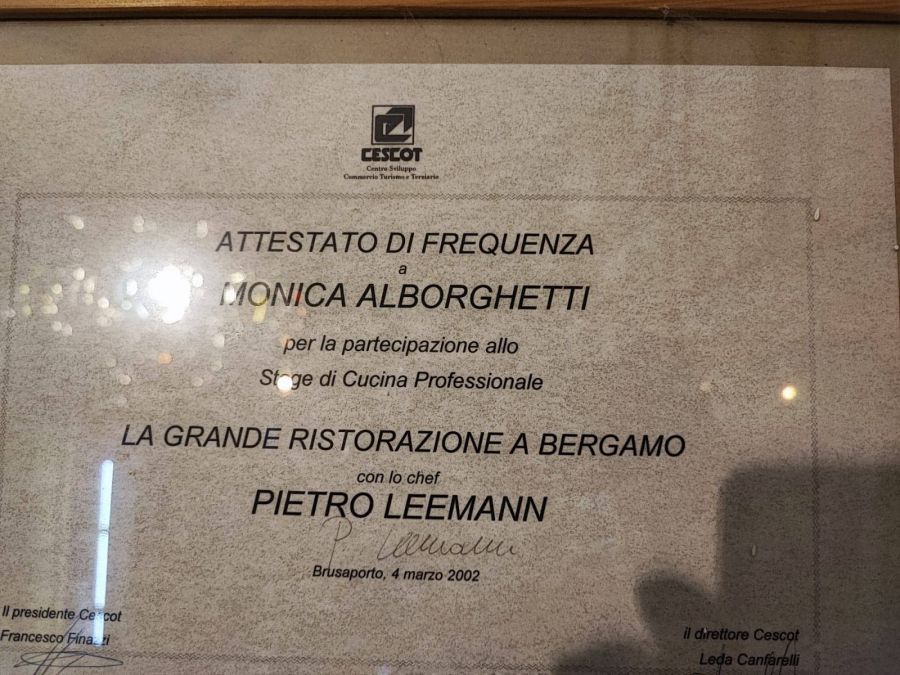 CESCOT
Centro Sviluppo
Commercio Turismo e Terziario
ATTESTATO DI FREQUENZA
a
MONICA ALBORGHETTI
per la partecipazione allo
Stage di Cucina Professionale
LA GRANDE RISTORAZIONE A BERGAMO
con lo chef
PIETRO LEEMANN
P. Leemann
Brusaporto, 4 marzo 2002
Il presidente Cescot
Francesco Finazzi
il direttore Cescot
Leda Canfarelli